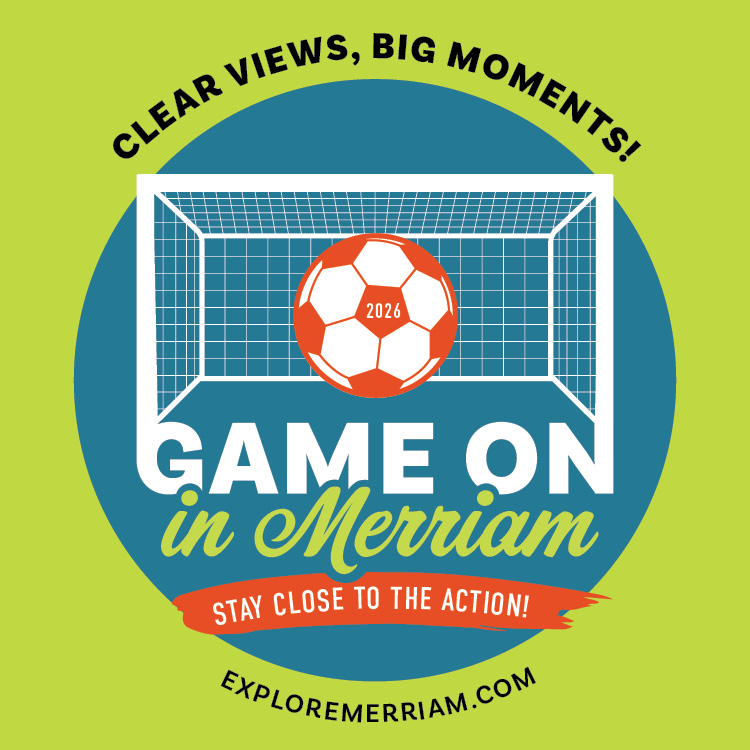 CLEAR VIEWS, BIG MOMENTS!
2026
GAME ON
in Merriam
STAY CLOSE TO THE ACTION!
EXPLOREMERRIAM.COM